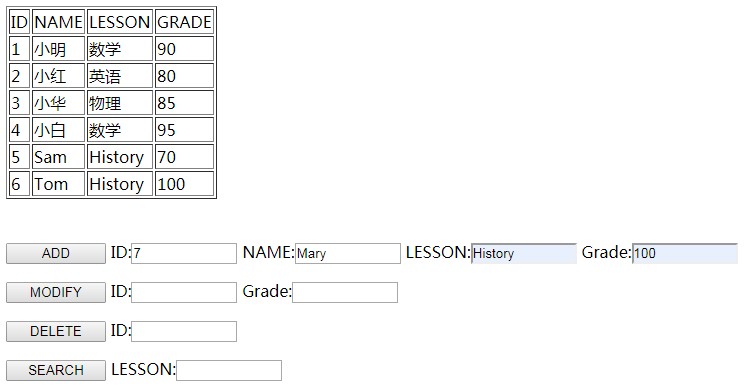 ID NAME LESSON GRADE
1 小明 数学 90
2 小红 英语 80
3 小华 物理 85
4 小白 数学 95
5 Sam History 70
6 Tom History 100
ADD ID:7 NAME:Mary LESSON:History Grade:100
MODIFY ID: Grade:
DELETE ID:
SEARCH LESSON: